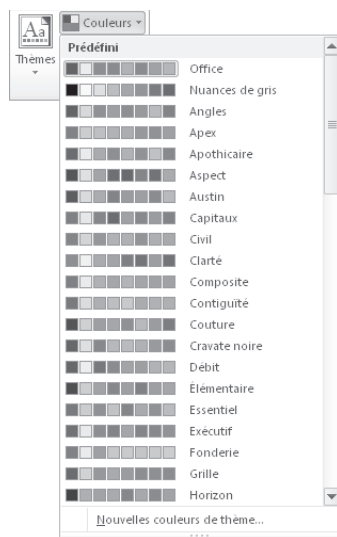 Couleurs
Aa
Thèmes
Prédéfini
Office
Nuances de gris
Angles
Apex
Apothicaire
Aspect
Austin
Capitaux
Civil
Clarté
Composite
Contiguïté
Couture
Cravate noire
Débit
Élémentaire
Essentiel
Exécutif
Fonderie
Grille
Horizon
Nouvelles couleurs de thème...